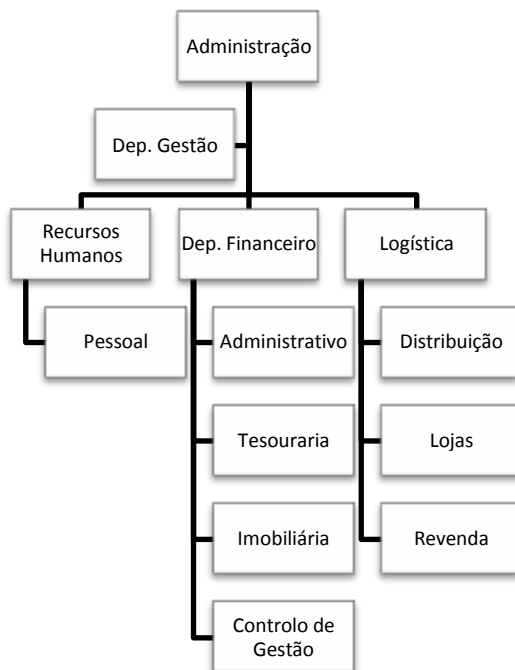 Administração
Dep. Gestão
Recursos
Humanos
Dep. Financeiro
Logística
Pessoal
Administrativo
Distribuição
Tesouraria
Lojas
Imobiliária
Revenda
Controlo de
Gestão